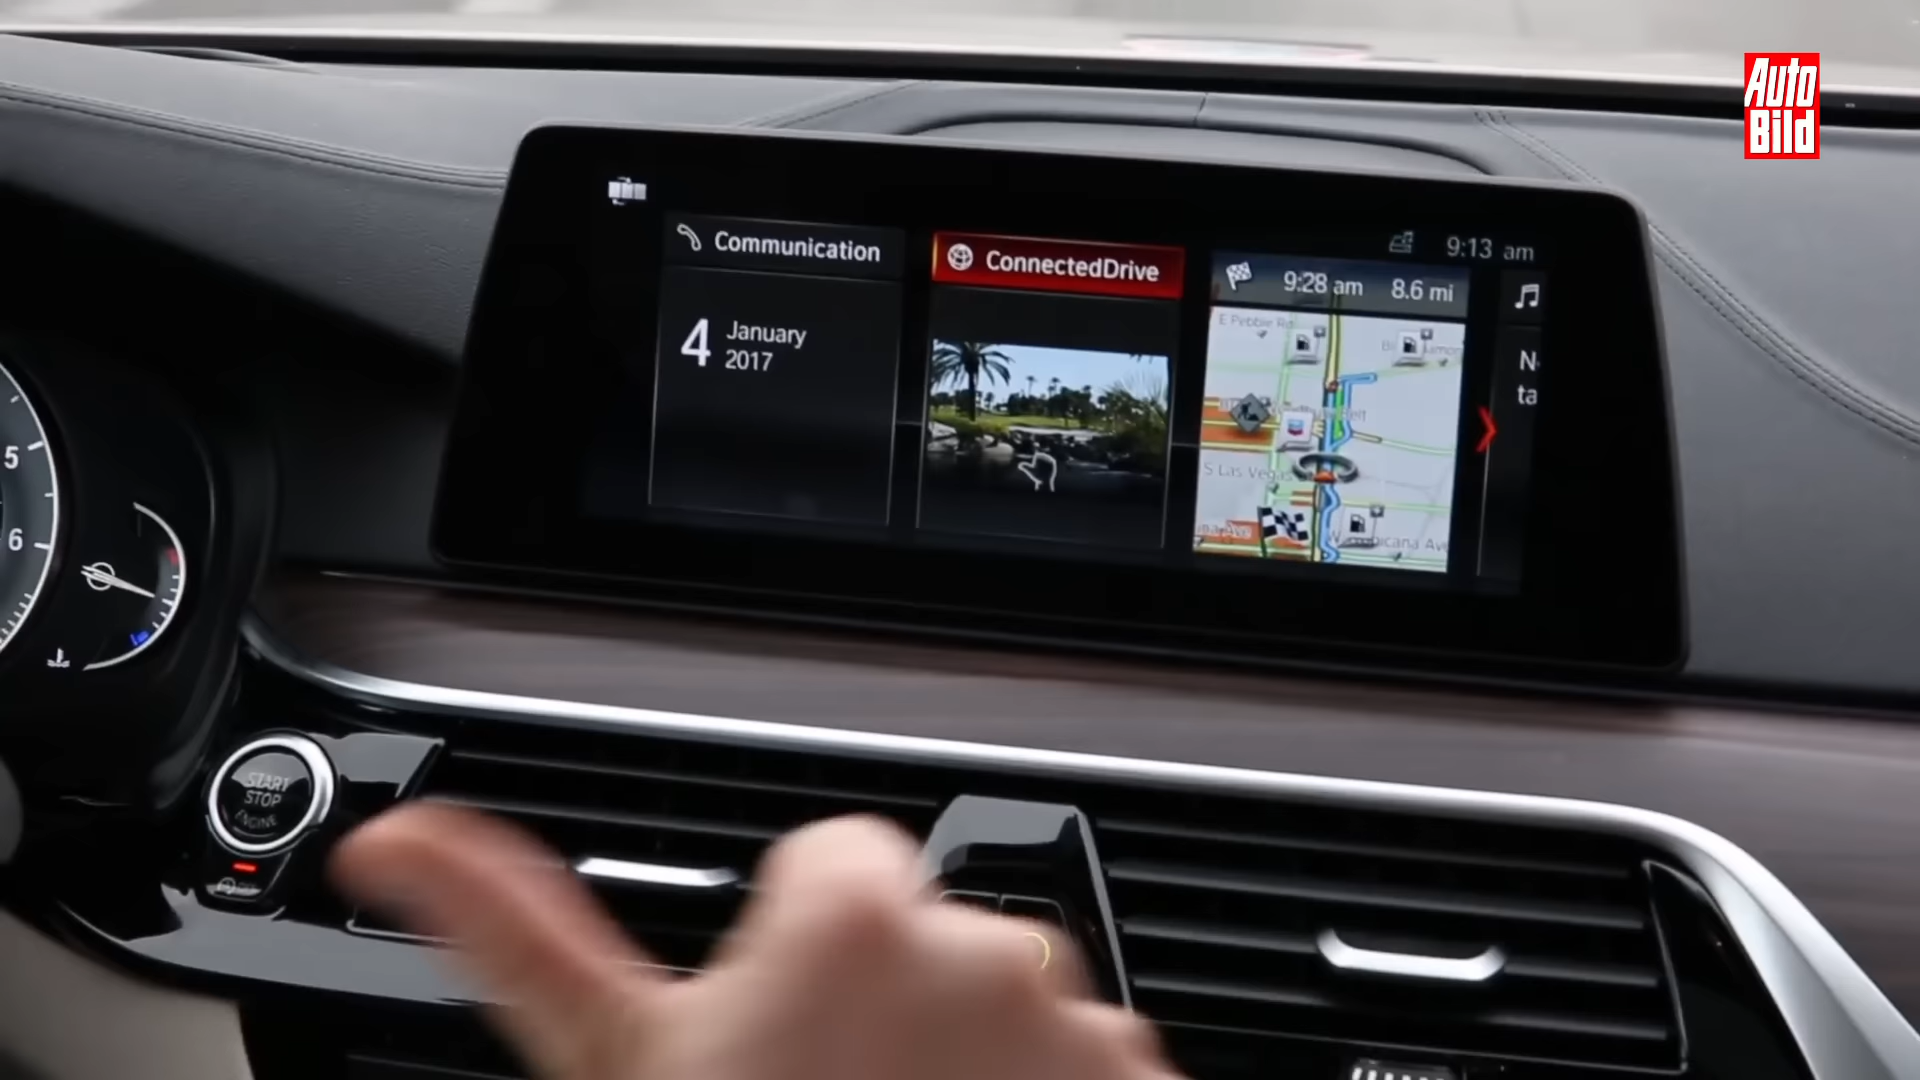 Auto
Bild
Communication
ConnectedDrive
9:13 am
9:28 am 8.6 mi
4 January
2017
E Pebble Rd
N
ta
S Las Vegas
5
6
START
STOP
ENGINE